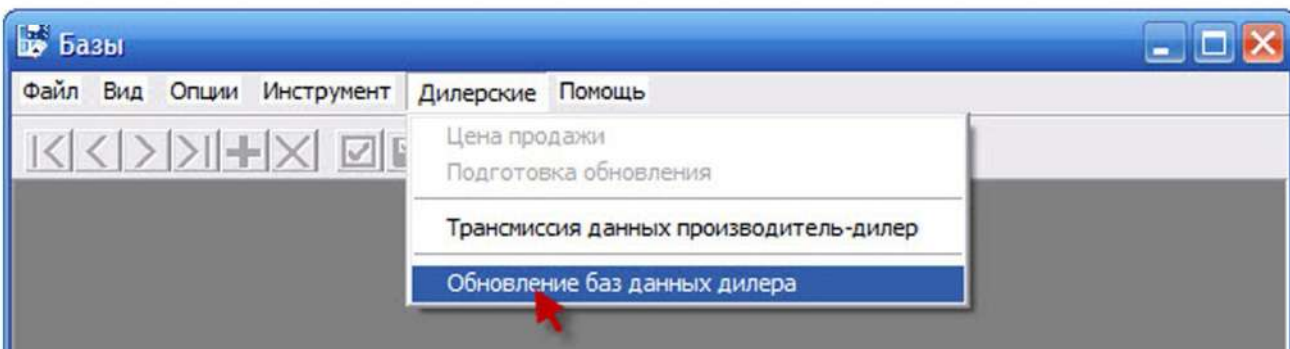 Базы
Файл Вид Опции Инструмент Дилерские Помощь
Цена продажи
Подготовка обновления
Трансмиссия данных производитель-дилер
Обновление баз данных дилера